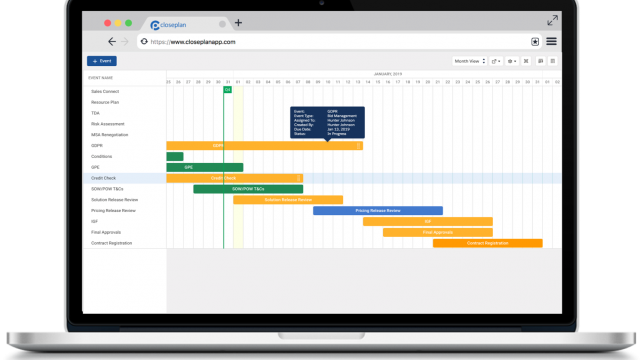 closeplan
https://www.closeplanapp.com
+ Event
Month View
EVENT NAME
JANUARY, 2019
25 26 27 28 29 30 31 01 02 03 04 05 06 07 08 09 10 11 12 13 14 15 16 17 18 19 20 21 22 23 24 25 26 27 28 29 30 31 01 02
Sales Connect
Resource Plan
TDA
Risk Assessment
MSA Renegotiation
Event: GDPR
Event Type: Bid Management
Assigned To: Hunter Johnson
Created By: Hunter Johnson
Due Date: Jan 13, 2019
Status: In Progress
GDPR GDPR
Conditions
GPE GPE
Credit Check Credit Check
SOW/POW T&Cs SOW/POW T&Cs
Solution Release Review Solution Release Review
Pricing Release Review Pricing Release Review
IGF IGF
Final Approvals Final Approvals
Contract Registration Contract Registration